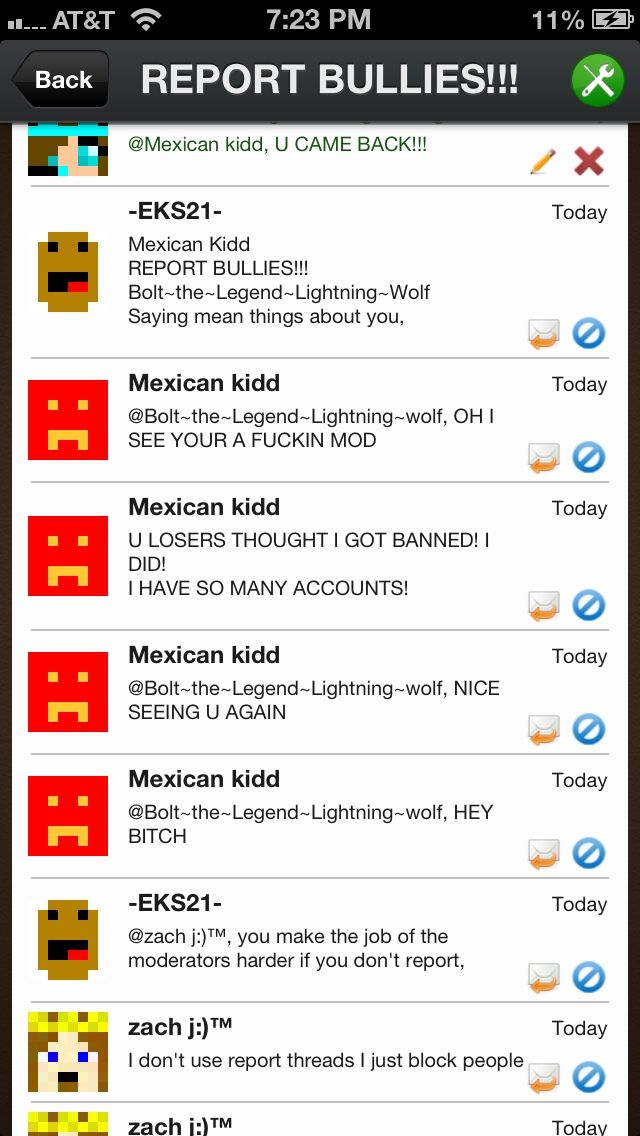 AT&T 7:23 PM 11%
Back REPORT BULLIES!!!
@Mexican kidd, U CAME BACK!!!
-EKS21- Today
Mexican Kidd
REPORT BULLIES!!!
Bolt~the~Legend~Lightning~Wolf
Saying mean things about you,
Mexican kidd Today
@Bolt~the~Legend~Lightning~wolf, OH I
SEE YOUR A FUCKIN MOD
Mexican kidd Today
U LOSERS THOUGHT I GOT BANNED! I
DID!
I HAVE SO MANY ACCOUNTS!
Mexican kidd Today
@Bolt~the~Legend~Lightning~wolf, NICE
SEEING U AGAIN
Mexican kidd Today
@Bolt~the~Legend~Lightning~wolf, HEY
BITCH
-EKS21- Today
@zach j:)™, you make the job of the
moderators harder if you don't report,
zach j:)™ Today
I don't use report threads I just block people
zach j:)™ Today